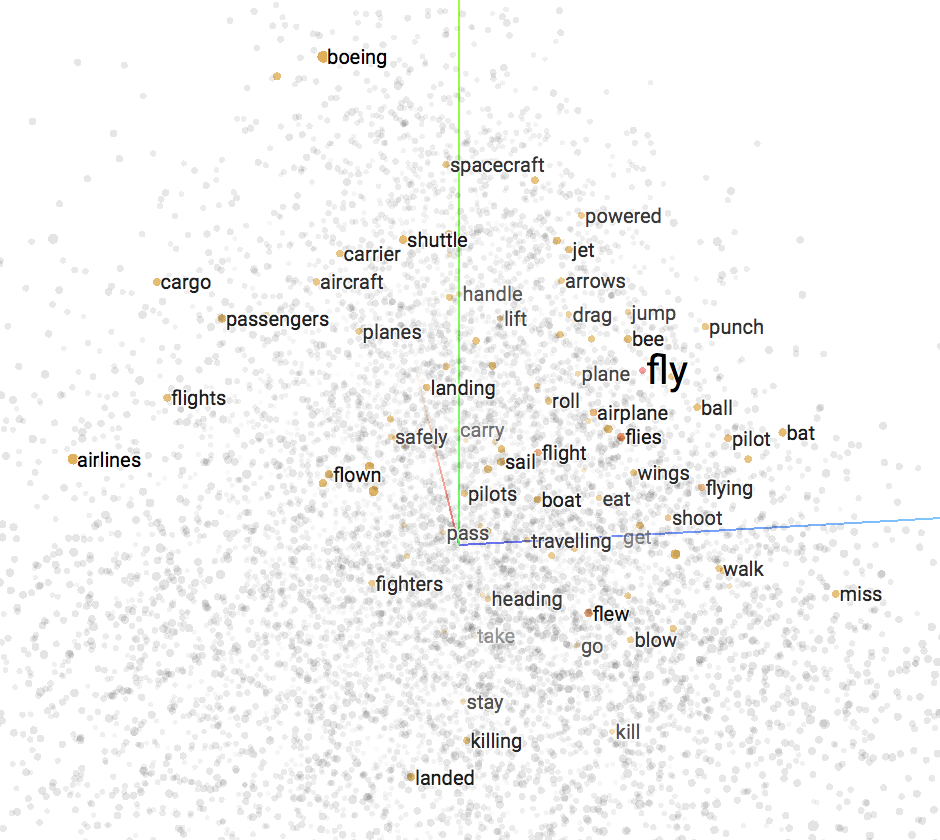 boeing
spacecraft
powered
shuttle
jet
carrier
cargo
aircraft
arrows
handle
passengers
lift
drag
jump
punch
planes
bee
fly
plane
landing
flights
roll
airplane
ball
safely
carry
flies
pilot
bat
airlines
sail
flight
flown
wings
flying
pilots
boat
eat
shoot
pass
travelling
get
walk
fighters
miss
heading
flew
take
go
blow
stay
kill
killing
landed